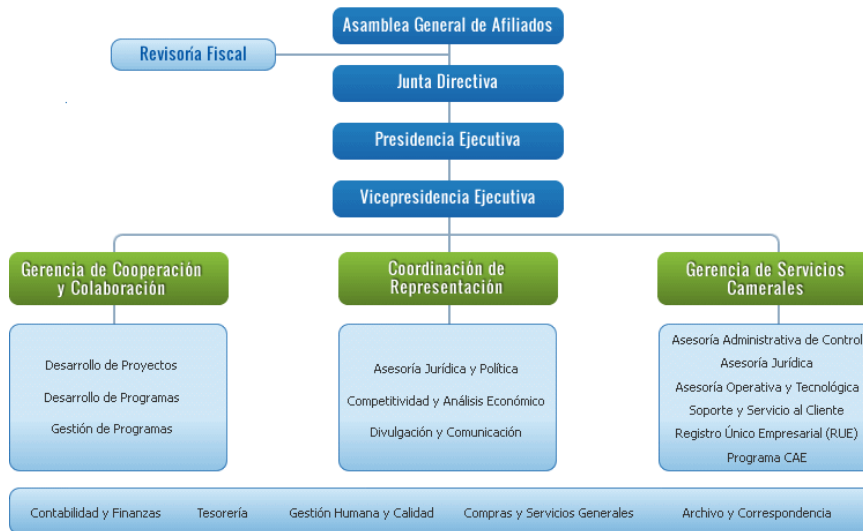 Asamblea General de Afiliados
Revisoría Fiscal
Junta Directiva
Presidencia Ejecutiva
Vicepresidencia Ejecutiva
Gerencia de Cooperación
y Colaboración
Coordinación de
Representación
Gerencia de Servicios
Camerales
Desarrollo de Proyectos
Desarrollo de Programas
Gestión de Programas
Asesoría Jurídica y Política
Competitividad y Análisis Económico
Divulgación y Comunicación
Asesoría Administrativa de Control
Asesoría Jurídica
Asesoría Operativa y Tecnológica
Soporte y Servicio al Cliente
Registro Único Empresarial (RUE)
Programa CAE
Contabilidad y Finanzas Tesorería Gestión Humana y Calidad Compras y Servicios Generales Archivo y Correspondencia